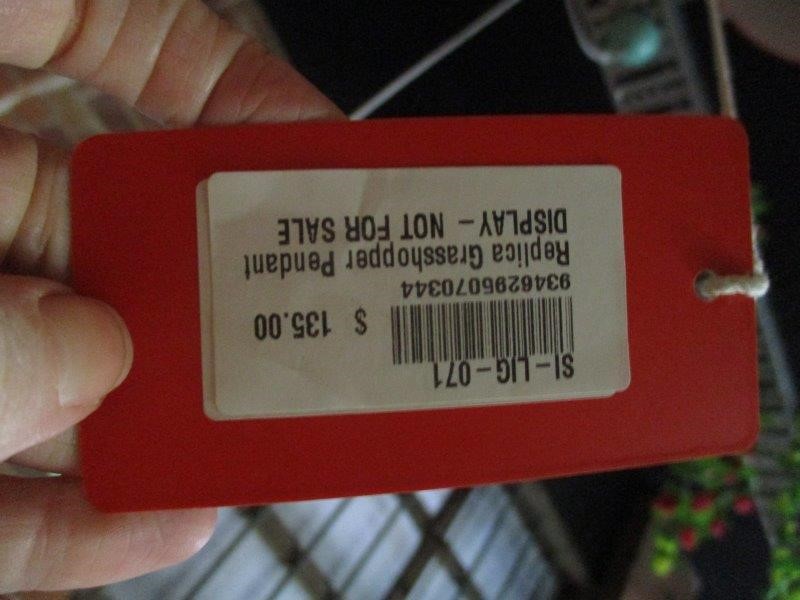 SI-LIG-071
$ 135.00
9346295070344
Replica Grasshopper Pendant
DISPLAY - NOT FOR SALE